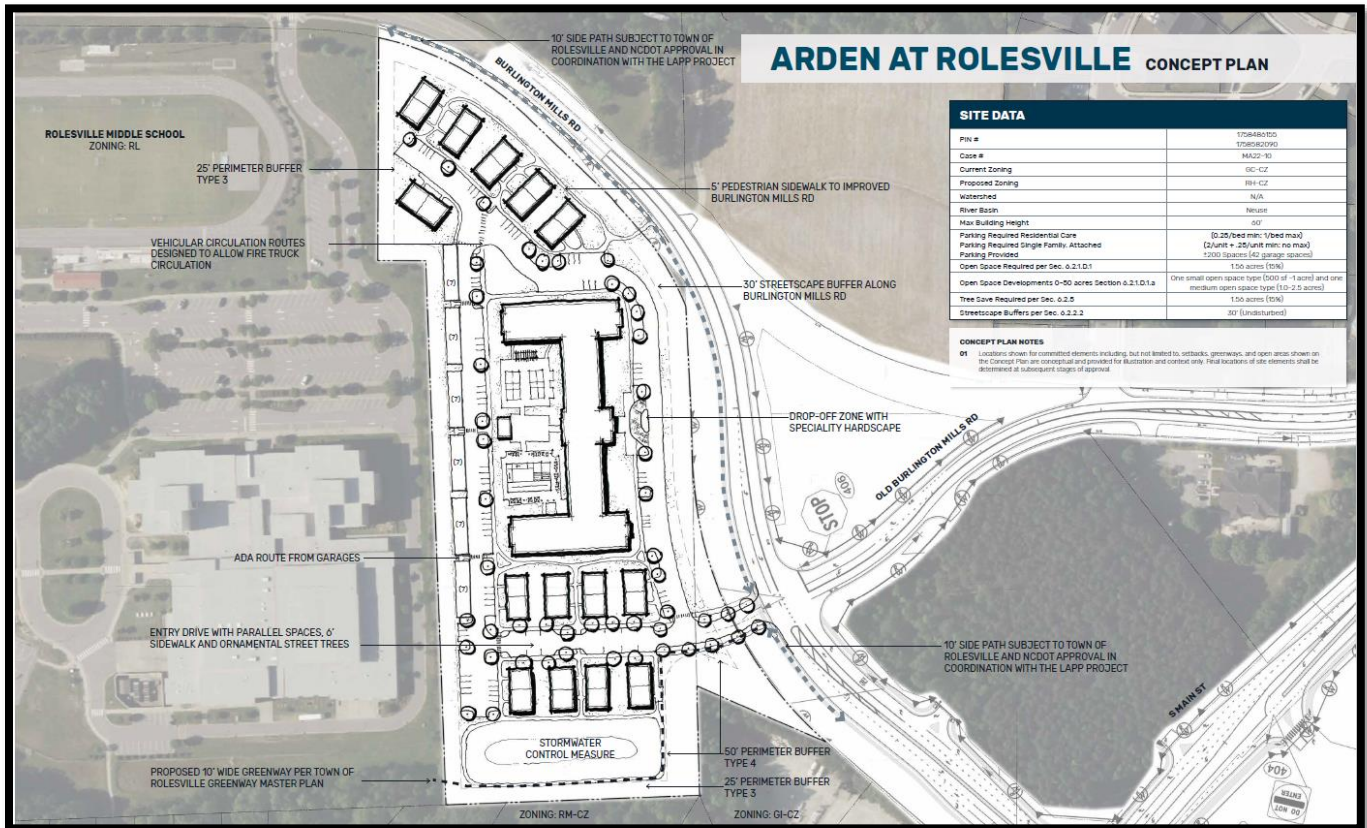 10' SIDE PATH SUBJECT TO TOWN OF
ROLESVILLE AND NCDOT APPROVAL IN
COORDINATION WITH THE LAPP PROJECT
BURLINGTON MILLS RD
ARDEN AT ROLESVILLE CONCEPT PLAN
SITE DATA
PIN # 1758486155
1758582090
Case # MA22-10
Current Zoning GC-CZ
Proposed Zoning RH-CZ
Watershed N/A
River Basin Neuse
Max Building Height 60'
Parking Required Residential Care (0.25/bed min: 1/bed max)
Parking Required Single Family, Attached (2/unit + .25/unit min: no max)
Parking Provided ±200 Spaces (42 garage spaces)
Open Space Required per Sec. 6.2.1.D.1 1.56 acres (15%)
Open Space Developments 0-50 acres Section 6.2.1.D.1.a One small open space type (500 sf -1 acre) and one
medium open space type (1.0-2.5 acres)
Tree Save Required per Sec. 6.2.5 1.56 acres (15%)
Streetscape Buffers per Sec. 6.2.2.2 30' (Undisturbed)
CONCEPT PLAN NOTES
01 Locations shown for committed elements including, but not limited to, setbacks, greenways, and open areas shown on
the Concept Plan are conceptual and provided for illustration and context only. Final locations of site elements shall be
determined at subsequent stages of approval.
ROLESVILLE MIDDLE SCHOOL
ZONING: RL
25' PERIMETER BUFFER
TYPE 3
5' PEDESTRIAN SIDEWALK TO IMPROVED
BURLINGTON MILLS RD
VEHICULAR CIRCULATION ROUTES
DESIGNED TO ALLOW FIRE TRUCK
CIRCULATION
30' STREETSCAPE BUFFER ALONG
BURLINGTON MILLS RD
DROP-OFF ZONE WITH
SPECIALITY HARDSCAPE
OLD BURLINGTON MILLS RD
STOP
406
ADA ROUTE FROM GARAGES
ENTRY DRIVE WITH PARALLEL SPACES, 6'
SIDEWALK AND ORNAMENTAL STREET TREES
10' SIDE PATH SUBJECT TO TOWN OF
ROLESVILLE AND NCDOT APPROVAL IN
COORDINATION WITH THE LAPP PROJECT
S MAIN ST
STORMWATER
CONTROL MEASURE
50' PERIMETER BUFFER
TYPE 4
PROPOSED 10' WIDE GREENWAY PER TOWN OF
ROLESVILLE GREENWAY MASTER PLAN
25' PERIMETER BUFFER
TYPE 3
404
DO NOT
ENTER
ZONING: RM-CZ
ZONING: GI-CZ